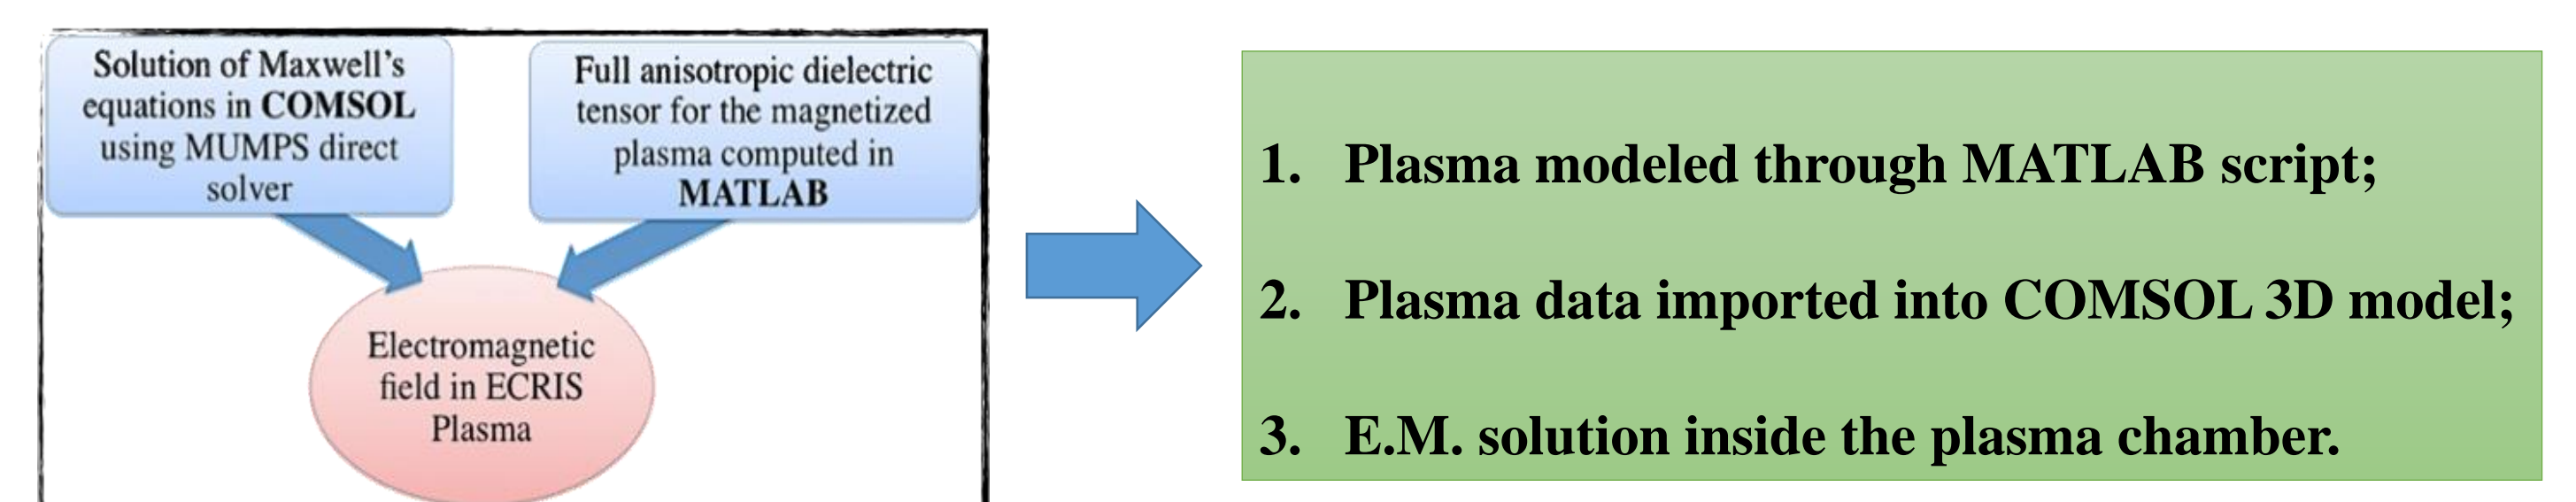 Solution of Maxwell's
equations in COMSOL
using MUMPS direct
solver
Full anisotropic dielectric
tensor for the magnetized
plasma computed in
MATLAB
Electromagnetic
field in ECRIS
Plasma
1. Plasma modeled through MATLAB script;
2. Plasma data imported into COMSOL 3D model;
3. E.M. solution inside the plasma chamber.